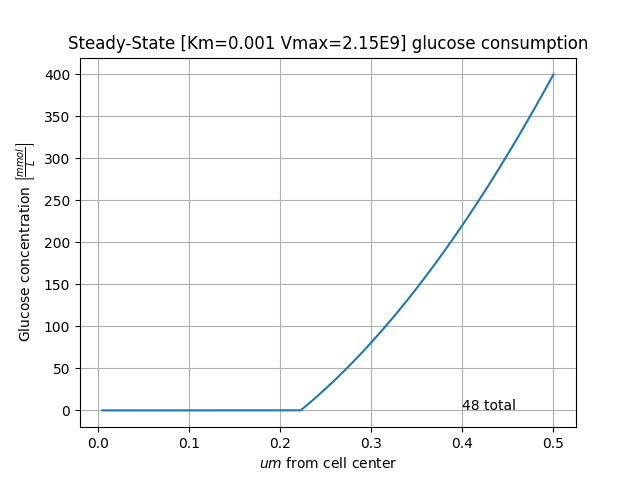 Steady-State [Km=0.001 Vmax=2.15E9] glucose consumption
400
350
300
250
200
150
100
50
0
Glucose concentration [mmol/L]
48 total
0.0 0.1 0.2 0.3 0.4 0.5
um from cell center